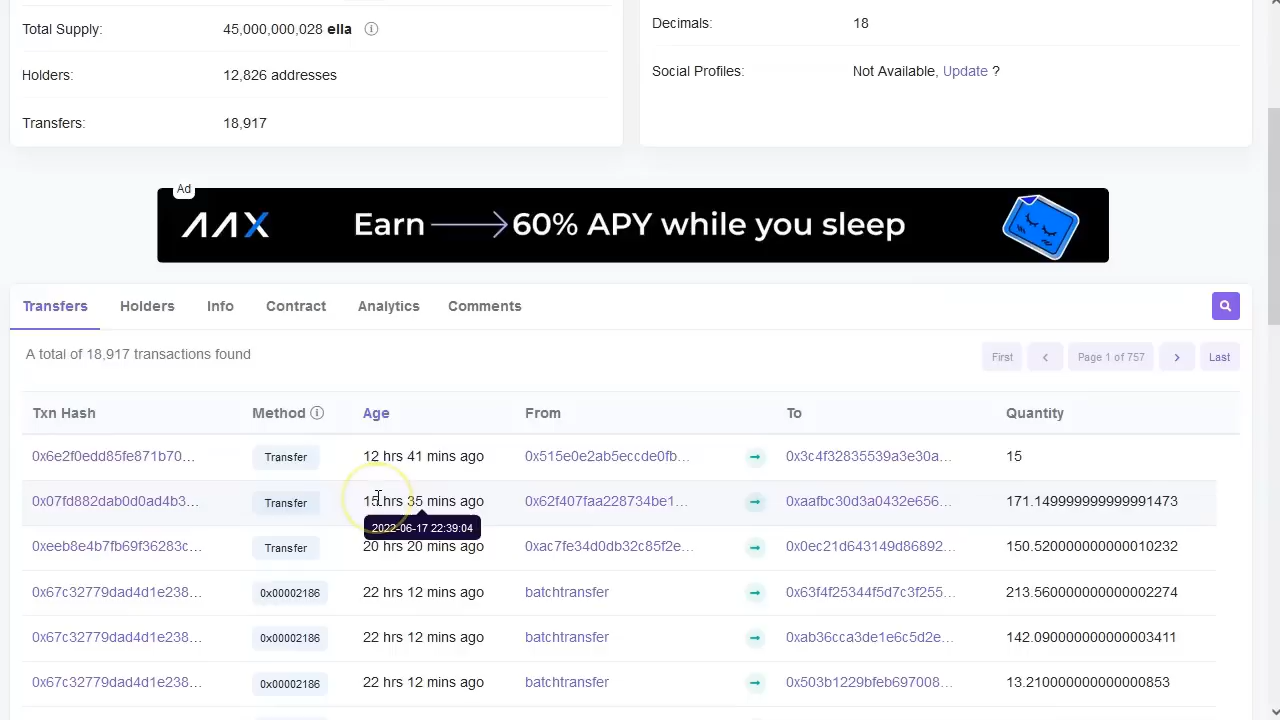 Total Supply: 45,000,000,028 ella
Decimals: 18
Holders: 12,826 addresses
Social Profiles: Not Available, Update ?
Transfers: 18,917
Ad
AAX Earn → 60% APY while you sleep
Transfers Holders Info Contract Analytics Comments
A total of 18,917 transactions found
First Page 1 of 757 Last
Txn Hash Method Age From To Quantity
0x6e2f0edd85fe871b70... Transfer 12 hrs 41 mins ago 0x515e0e2ab5eccde0fb... 0x3c4f32835539a3e30a... 15
0x07fd882dab0d0ad4b3... Transfer 15 hrs 35 mins ago 0x62f407faa228734be1... 0xaafbc30d3a0432e656... 171.149999999999991473
2022-06-17 22:39:04
0xeeb8e4b7fb69f36283c... Transfer 20 hrs 20 mins ago 0xac7fe34d0db32c85f2e... 0x0ec21d643149d86892... 150.520000000000010232
0x67c32779dad4d1e238... 0x00002186 22 hrs 12 mins ago batchtransfer 0x63f4f25344f5d7c3f255... 213.560000000000002274
0x67c32779dad4d1e238... 0x00002186 22 hrs 12 mins ago batchtransfer 0xab36cca3de1e6c5d2e... 142.090000000000003411
0x67c32779dad4d1e238... 0x00002186 22 hrs 12 mins ago batchtransfer 0x503b1229bfeb697008... 13.210000000000000853